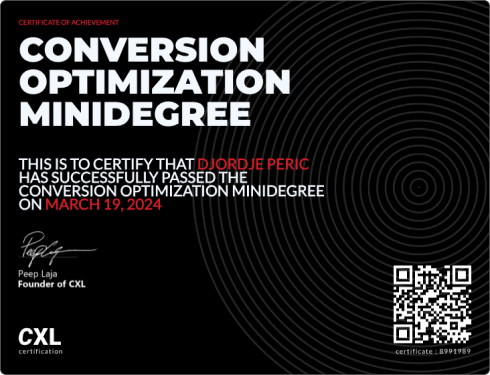 CERTIFICATE OF ACHIEVEMENT
CONVERSION
OPTIMIZATION
MINIDEGREE
THIS IS TO CERTIFY THAT DJORDJE PERIC
HAS SUCCESSFULLY PASSED THE
CONVERSION OPTIMIZATION MINIDEGREE
ON MARCH 19, 2024
Peep Laja
Founder of CXL
CXL
certification
certificate : 8991989